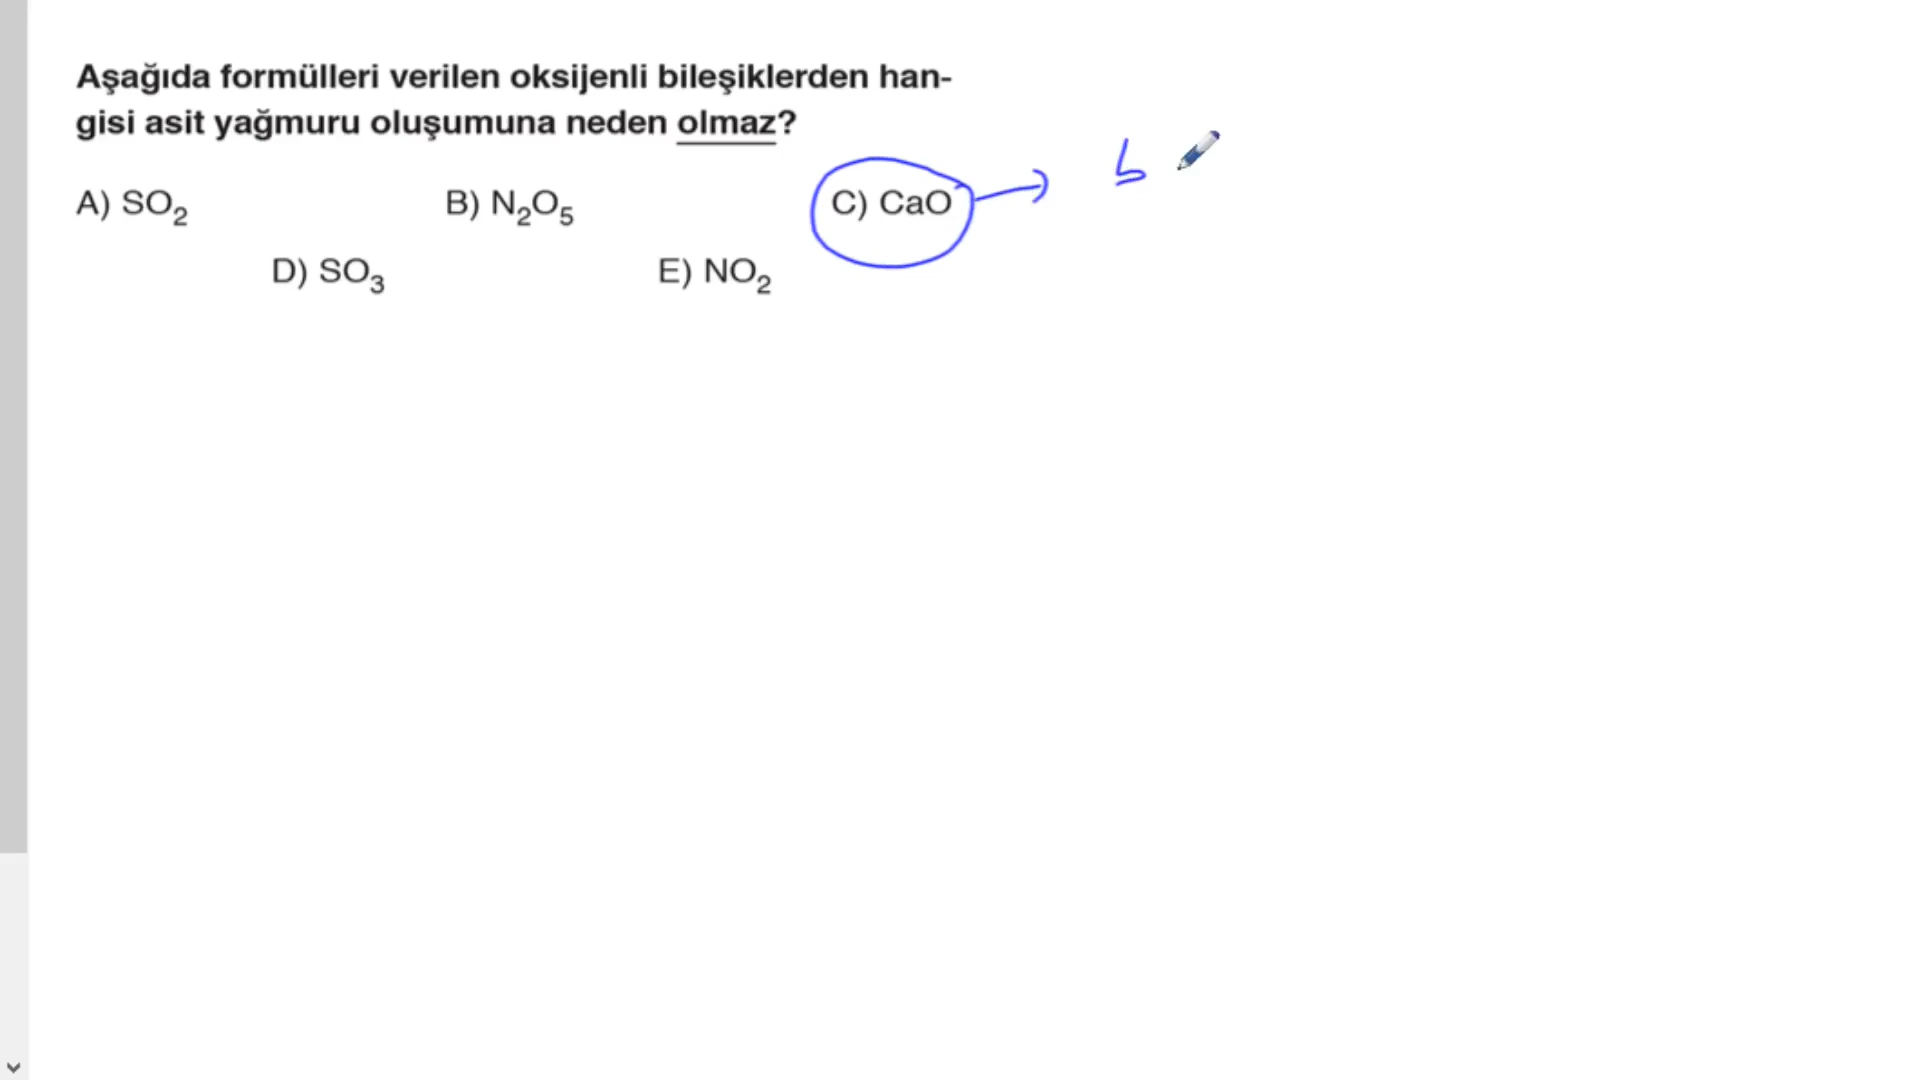 Aşağıda formülleri verilen oksijenli bileşiklerden han-
gisi asit yağmuru oluşumuna neden olmaz?
A) SO₂ B) N₂O₅ C) CaO → b
D) SO₃ E) NO₂